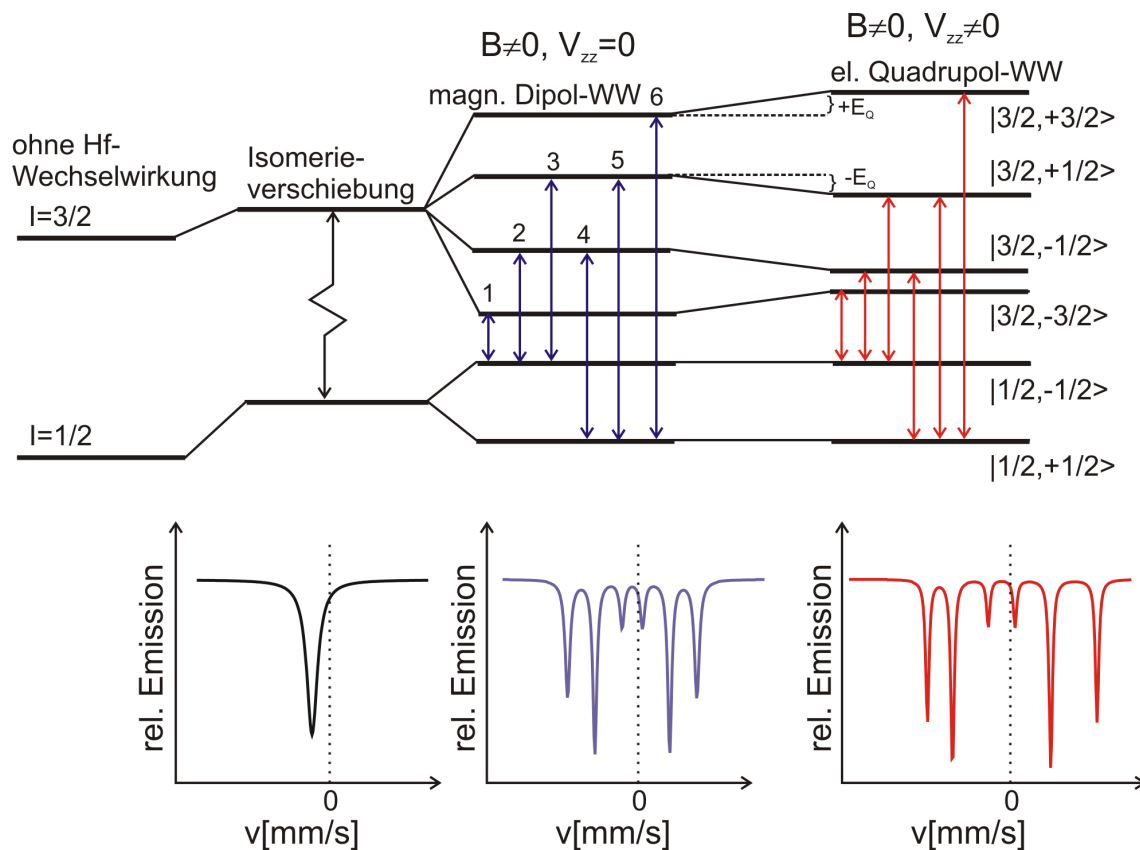 B≠0, V_zz=0
B≠0, V_zz≠0
magn. Dipol-WW
el. Quadrupol-WW
ohne Hf-
Wechselwirkung
Isomerie-
verschiebung
I=3/2
I=1/2
1
2
3
4
5
6
+E_Q
-E_Q
|3/2,+3/2>
|3/2,+1/2>
|3/2,-1/2>
|3/2,-3/2>
|1/2,-1/2>
|1/2,+1/2>
rel. Emission
0
v[mm/s]
rel. Emission
0
v[mm/s]
rel. Emission
0
v[mm/s]